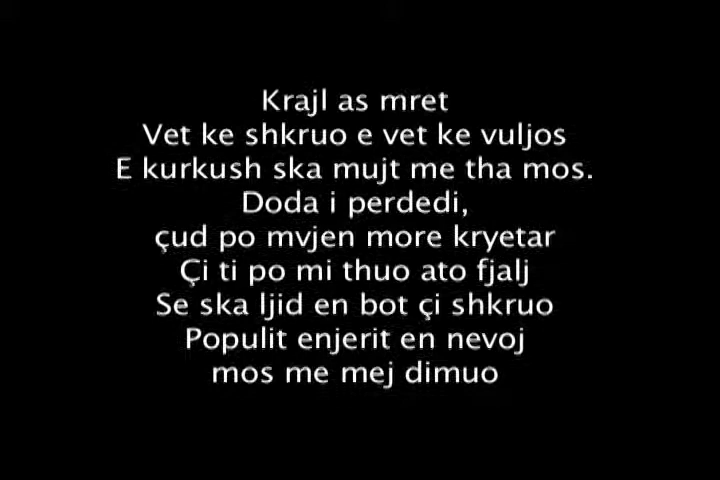 Krajl as mret
Vet ke shkruo e vet ke vuljos
E kurkush ska mujt me tha mos.
Doda i perdedi,
çud po mvjen more kryetar
Çi ti po mi thuo ato fjalj
Se ska ljid en bot çi shkruo
Populit enjerit en nevoj
mos me mej dimuo